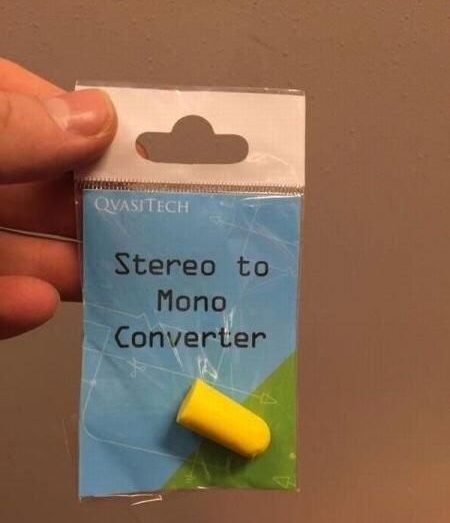 QVASITECH
Stereo to
Mono
Converter